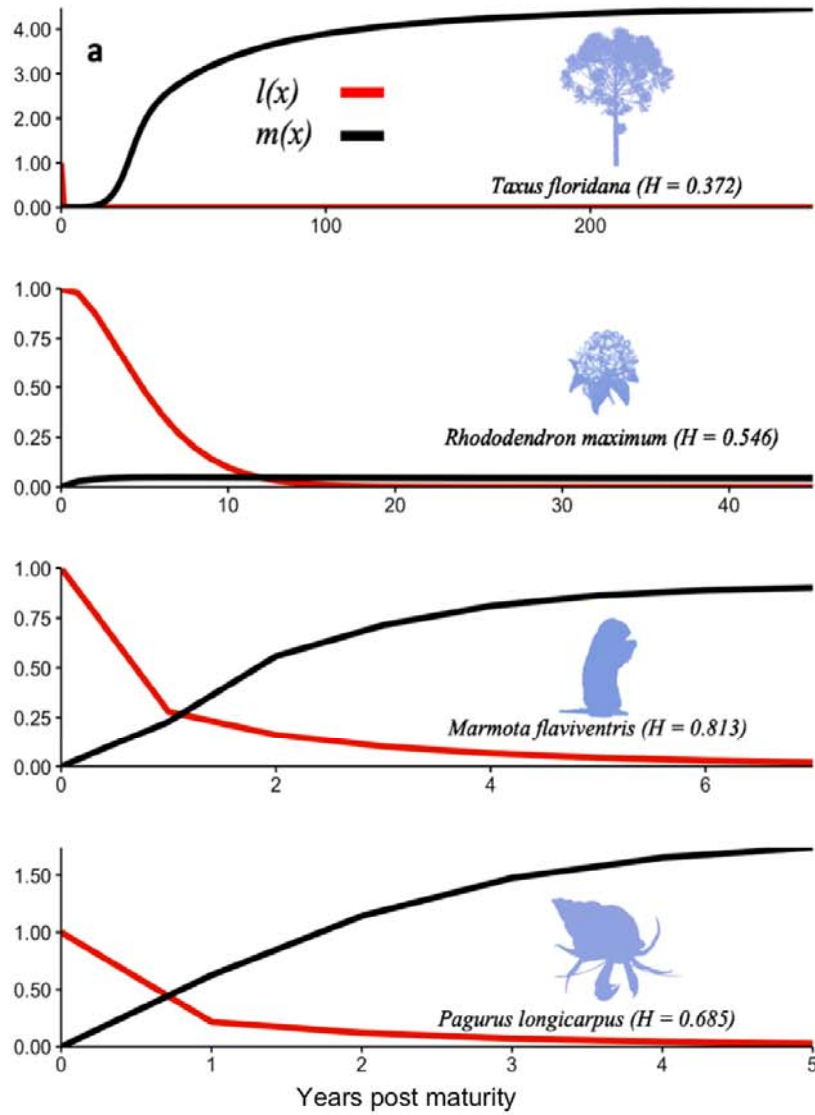 a
4.00
3.00
2.00
1.00
0.00
l(x)
m(x)
Taxus floridana (H = 0.372)
0 100 200
1.00
0.75
0.50
0.25
0.00
Rhododendron maximum (H = 0.546)
0 10 20 30 40
1.00
0.75
0.50
0.25
0.00
Marmota flaviventris (H = 0.813)
0 2 4 6
1.50
1.00
0.50
0.00
Pagurus longicarpus (H = 0.685)
0 1 2 3 4 5
Years post maturity